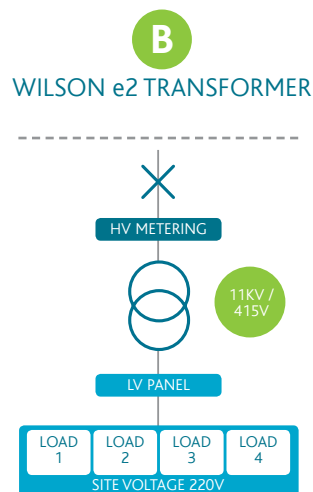 B
WILSON e2 TRANSFORMER
HV METERING
11KV /
415V
LV PANEL
LOAD LOAD LOAD LOAD
1 2 3 4
SITE VOLTAGE 220V